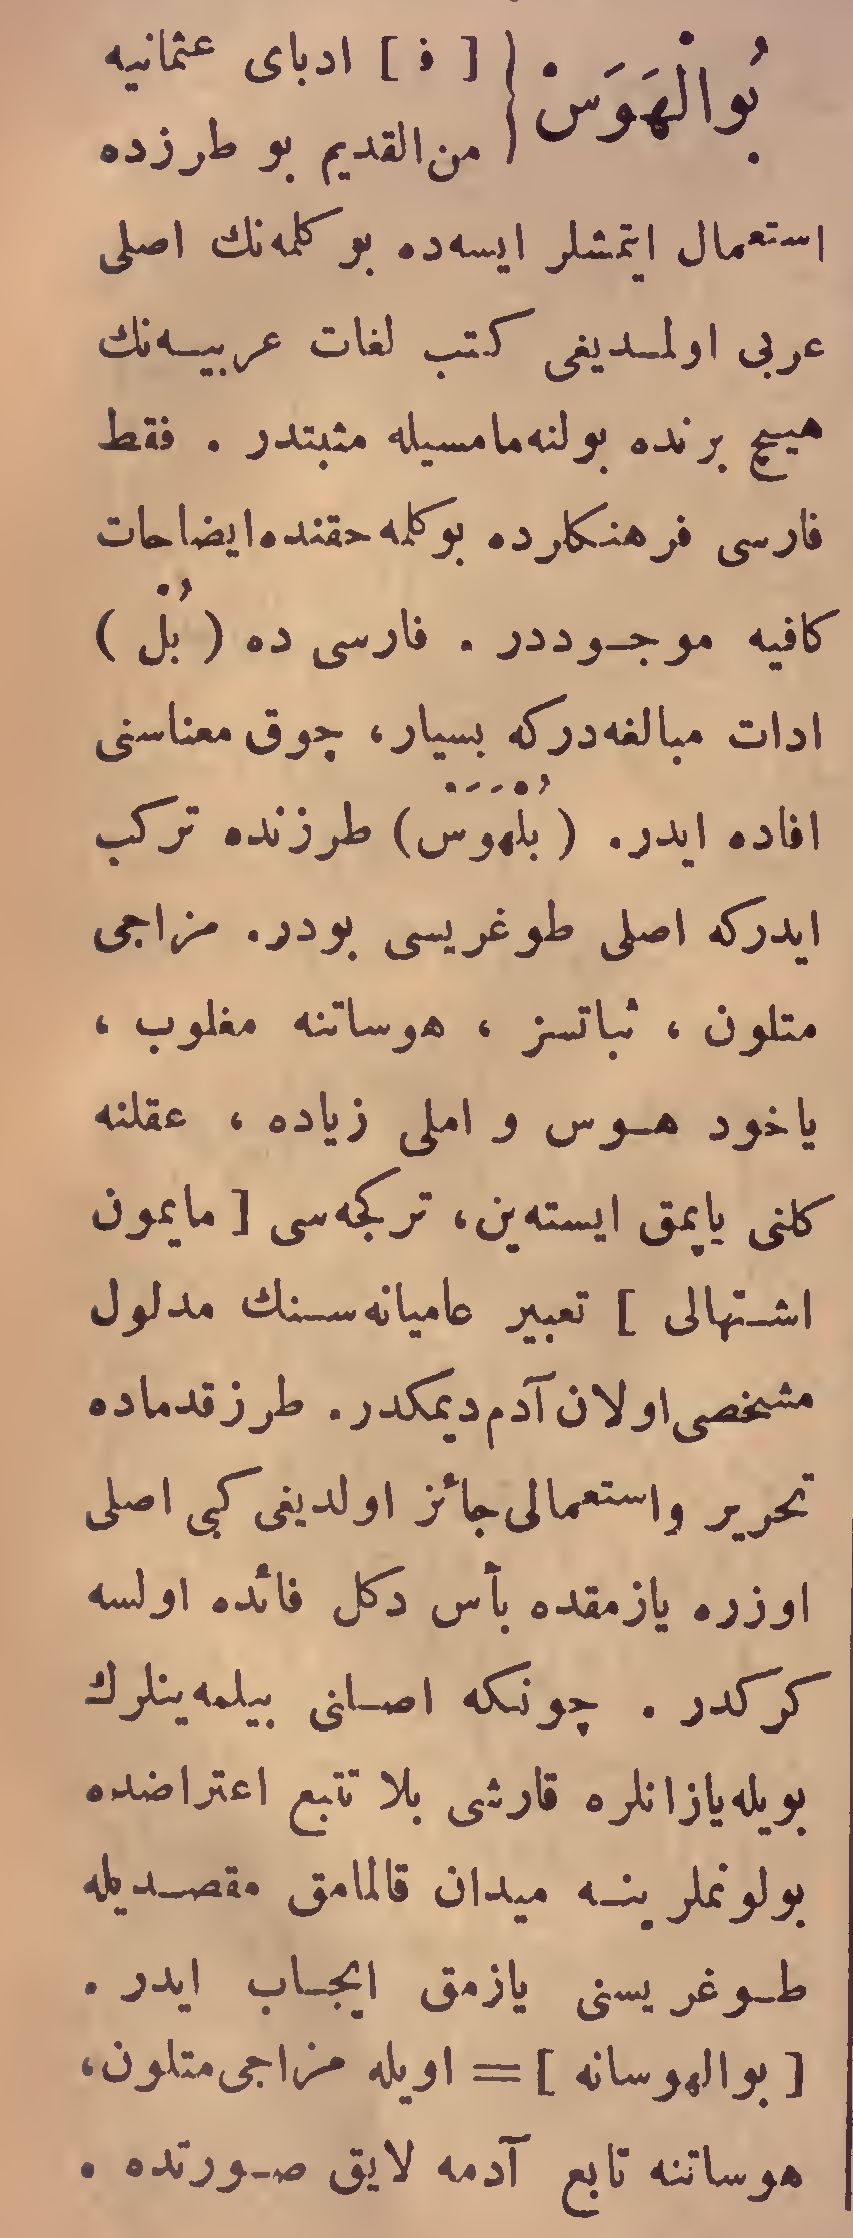 بُوالْهَوَسْ { [ ف ] ادبای عثمانیه
من‌القدیم بو طرزده
استعمال ایتمشلر ایسه‌ده بو کلمه‌نك اصلی
عربی اولمدیغی کتب لغات عربیه‌نك
هیچ برنده بولنه‌مامسیله مثبتدر . فقط
فارسی فرهنکلرده بو کلمه حقنده ایضاحات
کافیه موجوددر . فارسی ده ( بُلْ )
ادات مبالغه‌درکه بسیار، چوق معناسنی
افاده ایدر. ( بُلْهَوَسْ ) طرزنده ترکب
ایدرکه اصلی طوغریسی بودر. مزاجی
متلون ، ثباتسز ، هوساتنه مغلوب ،
یاخود هوس و املی زیاده ، عقلنه
کلنی یاپمق ایسته‌ین، ترکجه‌سی [ مایمون
اشتهالی ] تعبیر عامیانه‌سنك مدلول
مشخصی اولان آدم دیمکدر. طرز قدماده
تحریر واستعمالی جائز اولدیغی کبی اصلی
اوزره یازمقده بأس دکل فائده اولسه
کرکدر . چونکه اصلنی بیلمه‌ینلرك
بویله یازانلره قارشی بلا تتبع اعتراضده
بولونملرینه میدان قالمامق مقصدیله
طوغریسنی یازمق ایجاب ایدر .
[ بوالهوسانه ] = اویله مزاجی متلون،
هوساتنه تابع آدمه لایق صورتده .